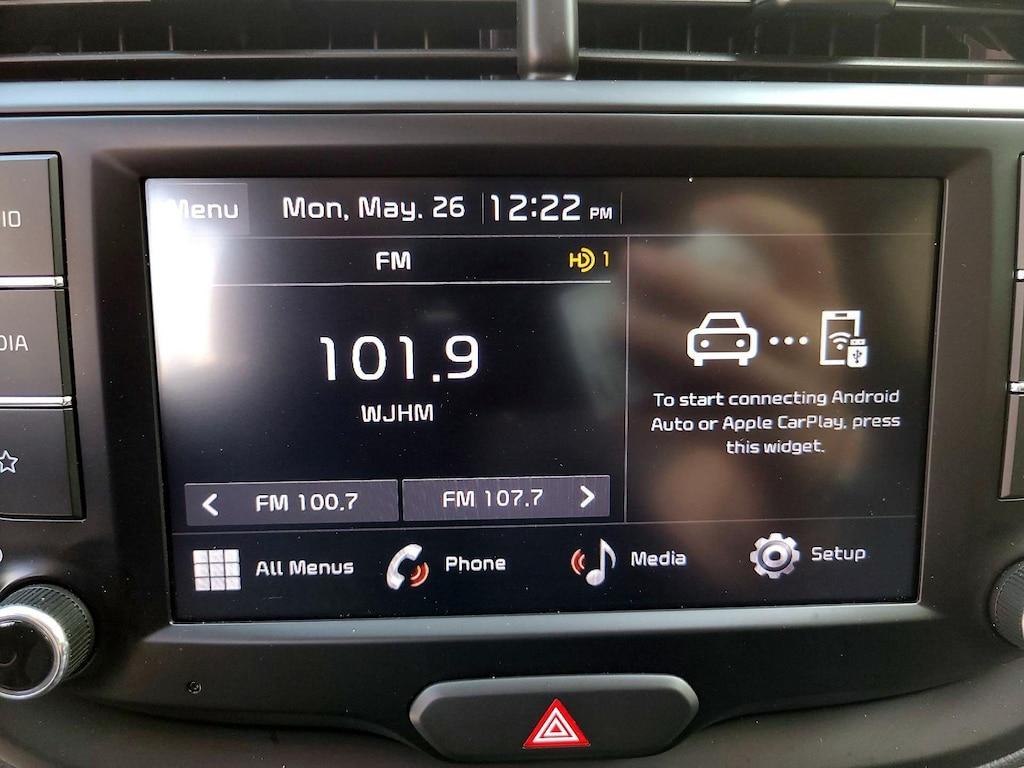 Menu
Mon, May. 26
12:22 PM
FM
HD 1
101.9
WJHM
To start connecting Android
Auto or Apple CarPlay, press
this widget.
< FM 100.7
FM 107.7 >
All Menus
Phone
Media
Setup